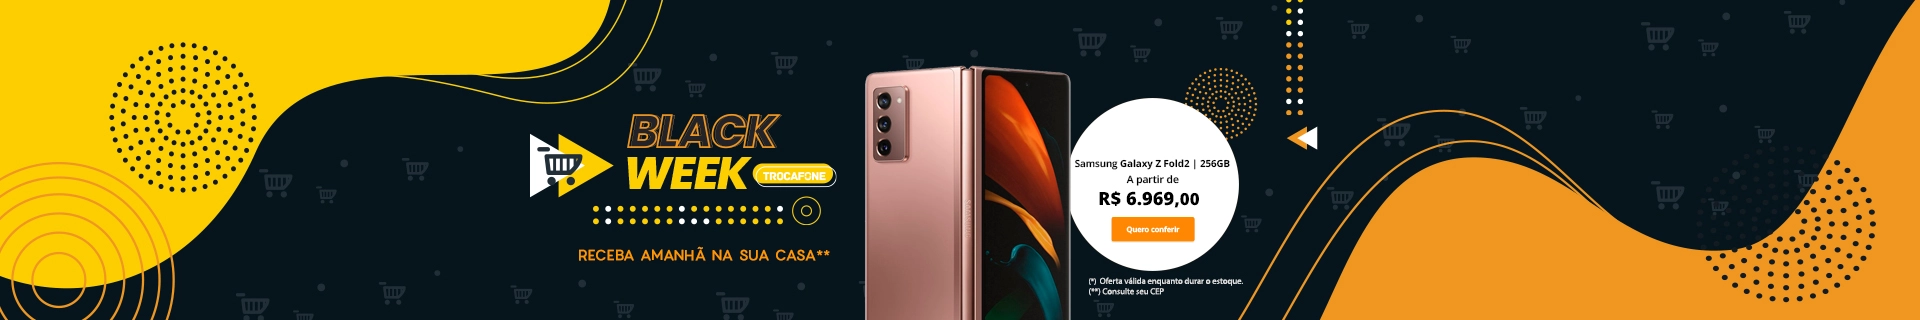 BLACK
WEEK
TROCAFONE
RECEBA AMANHÃ NA SUA CASA**
Samsung Galaxy Z Fold2 | 256GB
A partir de
R$ 6.969,00
Quero conferir
(*) Oferta válida enquanto durar o estoque.
(**) Consulte seu CEP